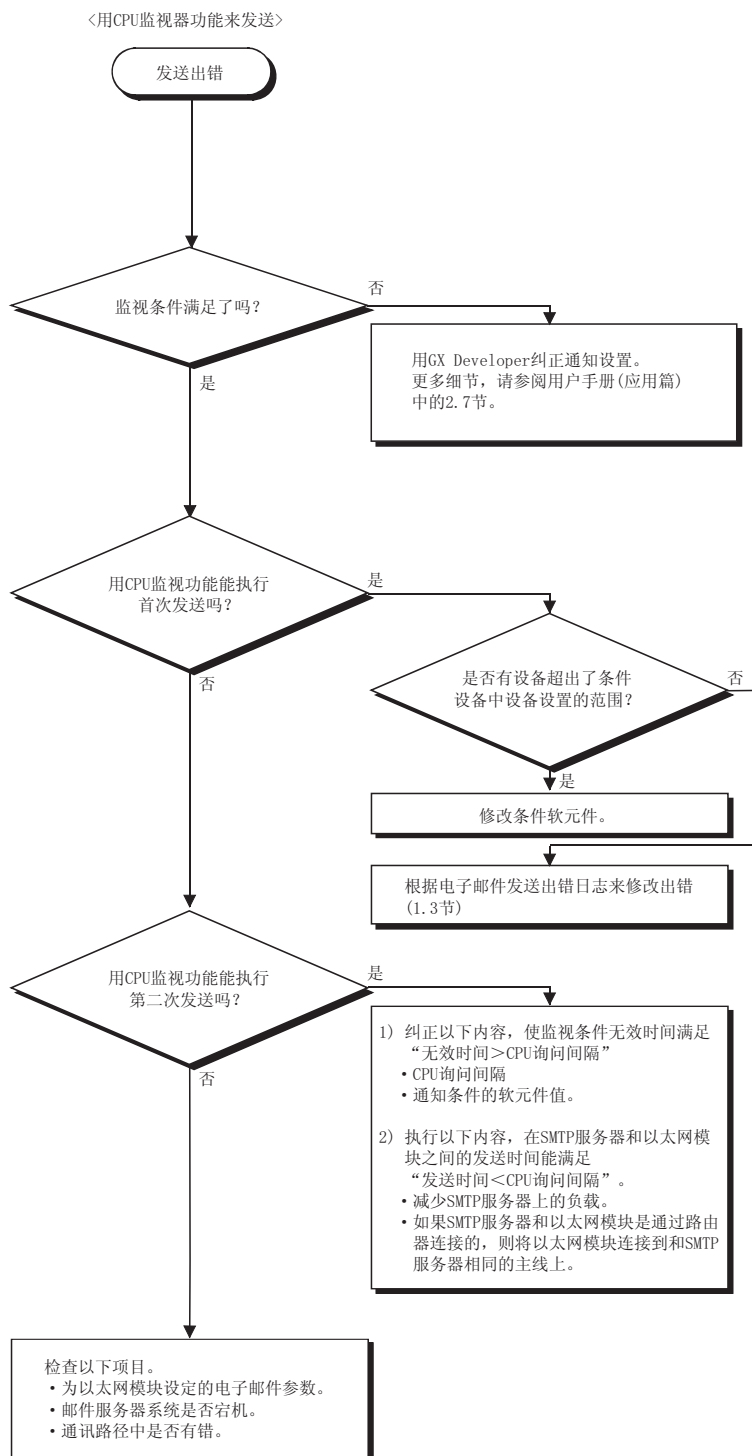 <用CPU监视器功能来发送>
发送出错
监视条件满足了吗？
否
用GX Developer纠正通知设置。
更多细节，请参阅用户手册(应用篇)
中的2.7节。
是
用CPU监视功能能执行
首次发送吗？
是
否
是否有设备超出了条件
设备中设备设置的范围？
否
是
修改条件软元件。
根据电子邮件发送出错日志来修改出错
(1.3节)
用CPU监视功能能执行
第二次发送吗？
是
1) 纠正以下内容，使监视条件无效时间满足
“无效时间＞CPU询问间隔”
・CPU询问间隔
・通知条件的软元件值。
2) 执行以下内容，在SMTP服务器和以太网模
块之间的发送时间能满足
“发送时间＜CPU询问间隔”。
・减少SMTP服务器上的负载。
・如果SMTP服务器和以太网模块是通过路由
器连接的，则将以太网模块连接到和SMTP
服务器相同的主线上。
否
检查以下项目。
・为以太网模块设定的电子邮件参数。
・邮件服务器系统是否宕机。
・通讯路径中是否有错。